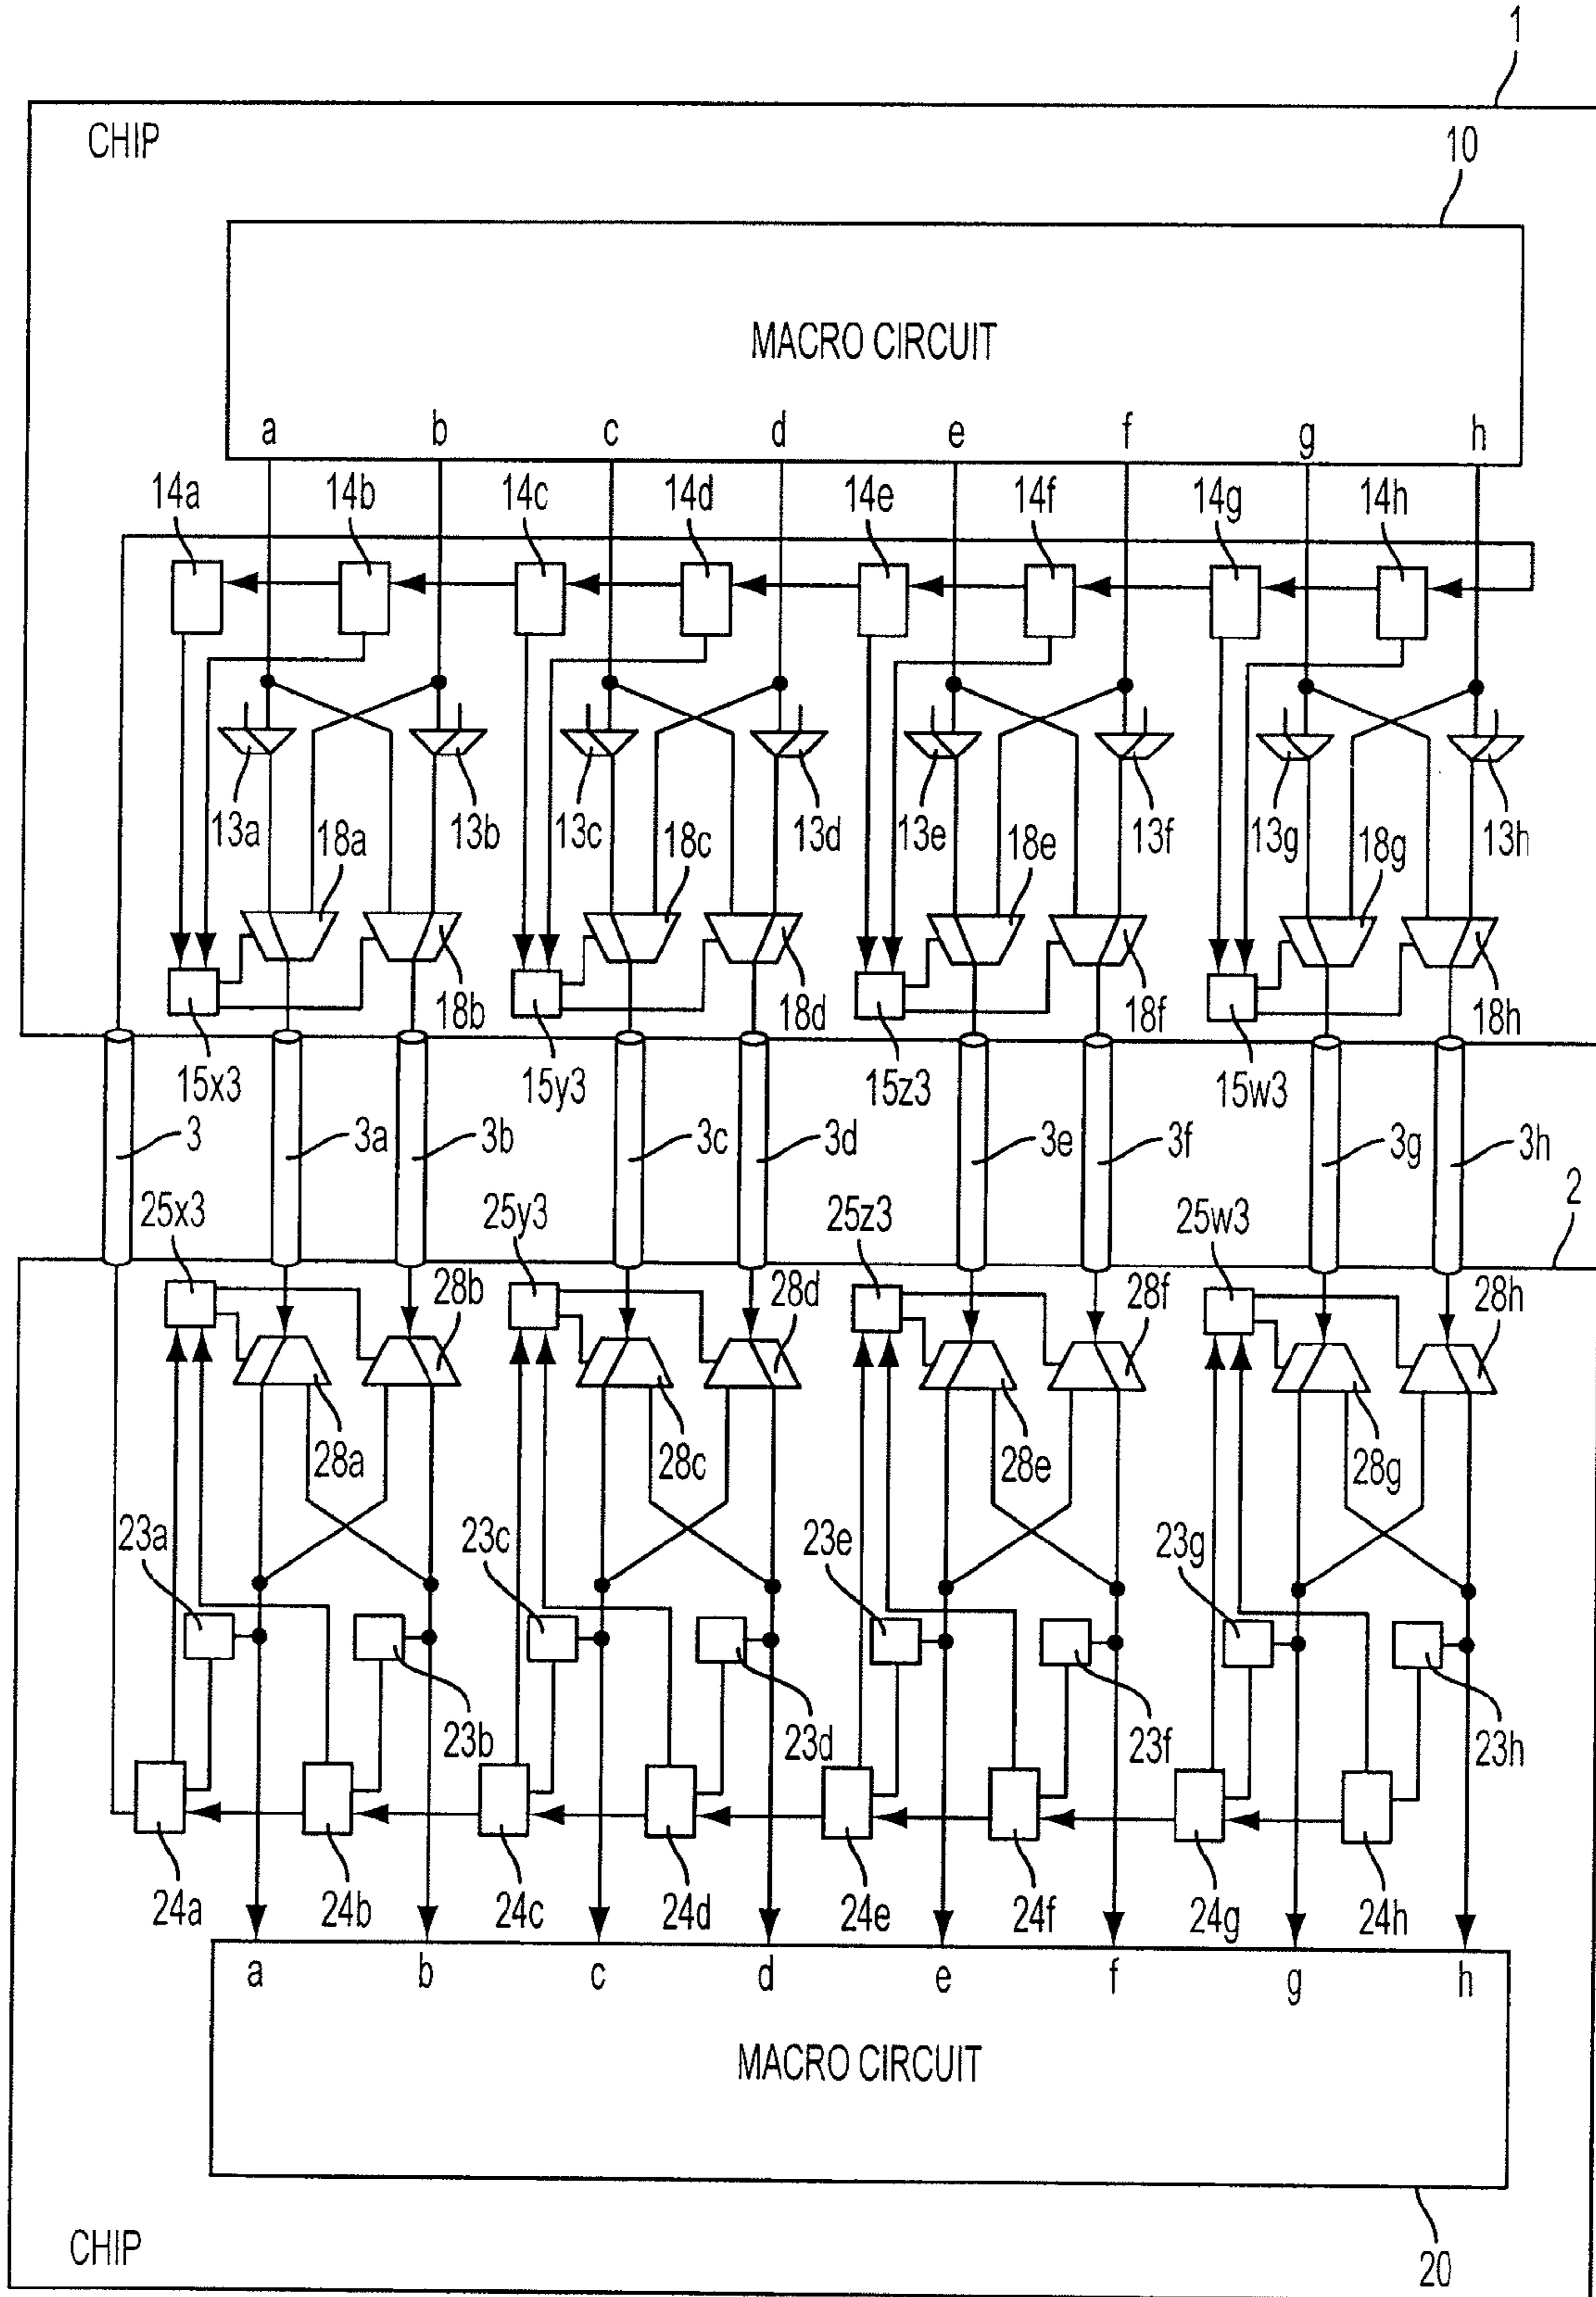 1
CHIP
10
MACRO CIRCUIT
a b c d e f g h
14a 14b 14c 14d 14e 14f 14g 14h
13a 18a 13b 13c 18c 13d 13e 18e 13f 13g 18g 13h
18b 18d 18f 18h
15x3 15y3 15z3 15w3
3 3a 3b 3c 3d 3e 3f 3g 3h
2
25x3 25y3 25z3 25w3
28b 28d 28f 28h
28a 28c 28e 28g
23a 23c 23e 23g
23b 23d 23f 23h
24a 24b 24c 24d 24e 24f 24g 24h
a b c d e f g h
MACRO CIRCUIT
CHIP
20